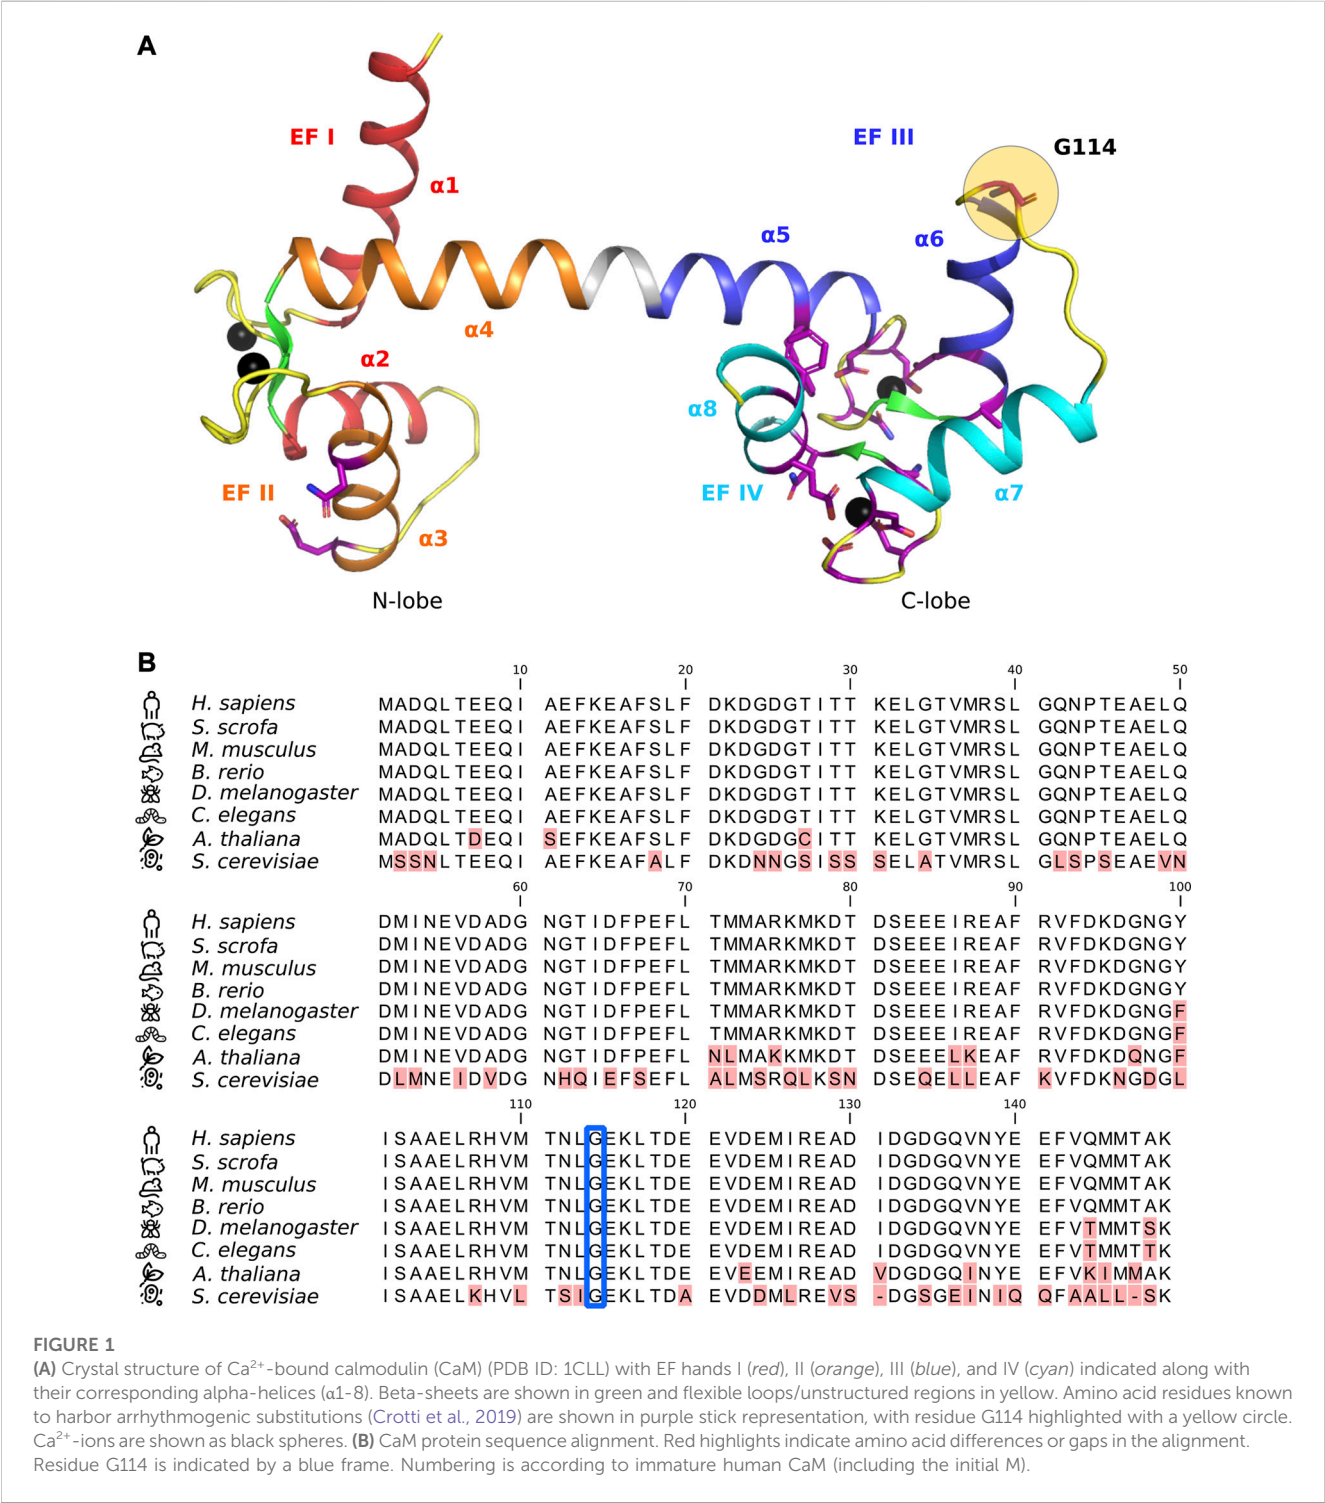 A
EF I
α1
EF III
G114
α5
α6
α4
α2
α8
EF II
EF IV
α7
α3
N-lobe
C-lobe
B
10 20 30 40 50
H. sapiens MADQLTEEQI AEFKEAFSLF DKDGDGTITT KELGTVMRSL GQNPTEAELQ
S. scrofa MADQLTEEQI AEFKEAFSLF DKDGDGTITT KELGTVMRSL GQNPTEAELQ
M. musculus MADQLTEEQI AEFKEAFSLF DKDGDGTITT KELGTVMRSL GQNPTEAELQ
B. rerio MADQLTEEQI AEFKEAFSLF DKDGDGTITT KELGTVMRSL GQNPTEAELQ
D. melanogaster MADQLTEEQI AEFKEAFSLF DKDGDGTITT KELGTVMRSL GQNPTEAELQ
C. elegans MADQLTEEQI AEFKEAFSLF DKDGDGTITT KELGTVMRSL GQNPTEAELQ
A. thaliana MADQLTDEQI SEFKEAFSLF DKDGDGCITT KELGTVMRSL GQNPTEAELQ
S. cerevisiae MSSNLTEEQI AEFKEAFALF DKDNNGSISS SELATVMRSL GLSPSEAEVN
60 70 80 90 100
H. sapiens DMINEVDADG NGTIDFPEFL TMMARKMKDT DSEEEIREAF RVFDKDGNGY
S. scrofa DMINEVDADG NGTIDFPEFL TMMARKMKDT DSEEEIREAF RVFDKDGNGY
M. musculus DMINEVDADG NGTIDFPEFL TMMARKMKDT DSEEEIREAF RVFDKDGNGY
B. rerio DMINEVDADG NGTIDFPEFL TMMARKMKDT DSEEEIREAF RVFDKDGNGY
D. melanogaster DMINEVDADG NGTIDFPEFL TMMARKMKDT DSEEEIREAF RVFDKDGNGF
C. elegans DMINEVDADG NGTIDFPEFL TMMARKMKDT DSEEEIREAF RVFDKDGNGF
A. thaliana DMINEVDADG NGTIDFPEFL NLMAKKMKDT DSEEELKEAF RVFDKDQNGF
S. cerevisiae DLMNEIDVDG NHQIEFSEFL ALMSRQLKSN DSEQELLEAF KVFDKNGDGL
110 120 130 140
H. sapiens ISAAELRHVM TNLGEKLTDE EVDEMIREAD IDGDGQVNYE EFVQMMTAK
S. scrofa ISAAELRHVM TNLGEKLTDE EVDEMIREAD IDGDGQVNYE EFVQMMTAK
M. musculus ISAAELRHVM TNLGEKLTDE EVDEMIREAD IDGDGQVNYE EFVQMMTAK
B. rerio ISAAELRHVM TNLGEKLTDE EVDEMIREAD IDGDGQVNYE EFVQMMTAK
D. melanogaster ISAAELRHVM TNLGEKLTDE EVDEMIREAD IDGDGQVNYE EFVTMMTSK
C. elegans ISAAELRHVM TNLGEKLTDE EVDEMIREAD IDGDGQVNYE EFVTMMTTK
A. thaliana ISAAELRHVM TNLGEKLTDE EVEEMIREAD VDGDGQINYE EFVKIMMAK
S. cerevisiae ISAAELKHVL TSIGEKLTDA EVDDMLREVS -DGSGEINIQ QFAALL-SK
FIGURE 1
(A) Crystal structure of Ca²⁺-bound calmodulin (CaM) (PDB ID: 1CLL) with EF hands I (red), II (orange), III (blue), and IV (cyan) indicated along with
their corresponding alpha-helices (α1-8). Beta-sheets are shown in green and flexible loops/unstructured regions in yellow. Amino acid residues known
to harbor arrhythmogenic substitutions (Crotti et al., 2019) are shown in purple stick representation, with residue G114 highlighted with a yellow circle.
Ca²⁺-ions are shown as black spheres. (B) CaM protein sequence alignment. Red highlights indicate amino acid differences or gaps in the alignment.
Residue G114 is indicated by a blue frame. Numbering is according to immature human CaM (including the initial M).